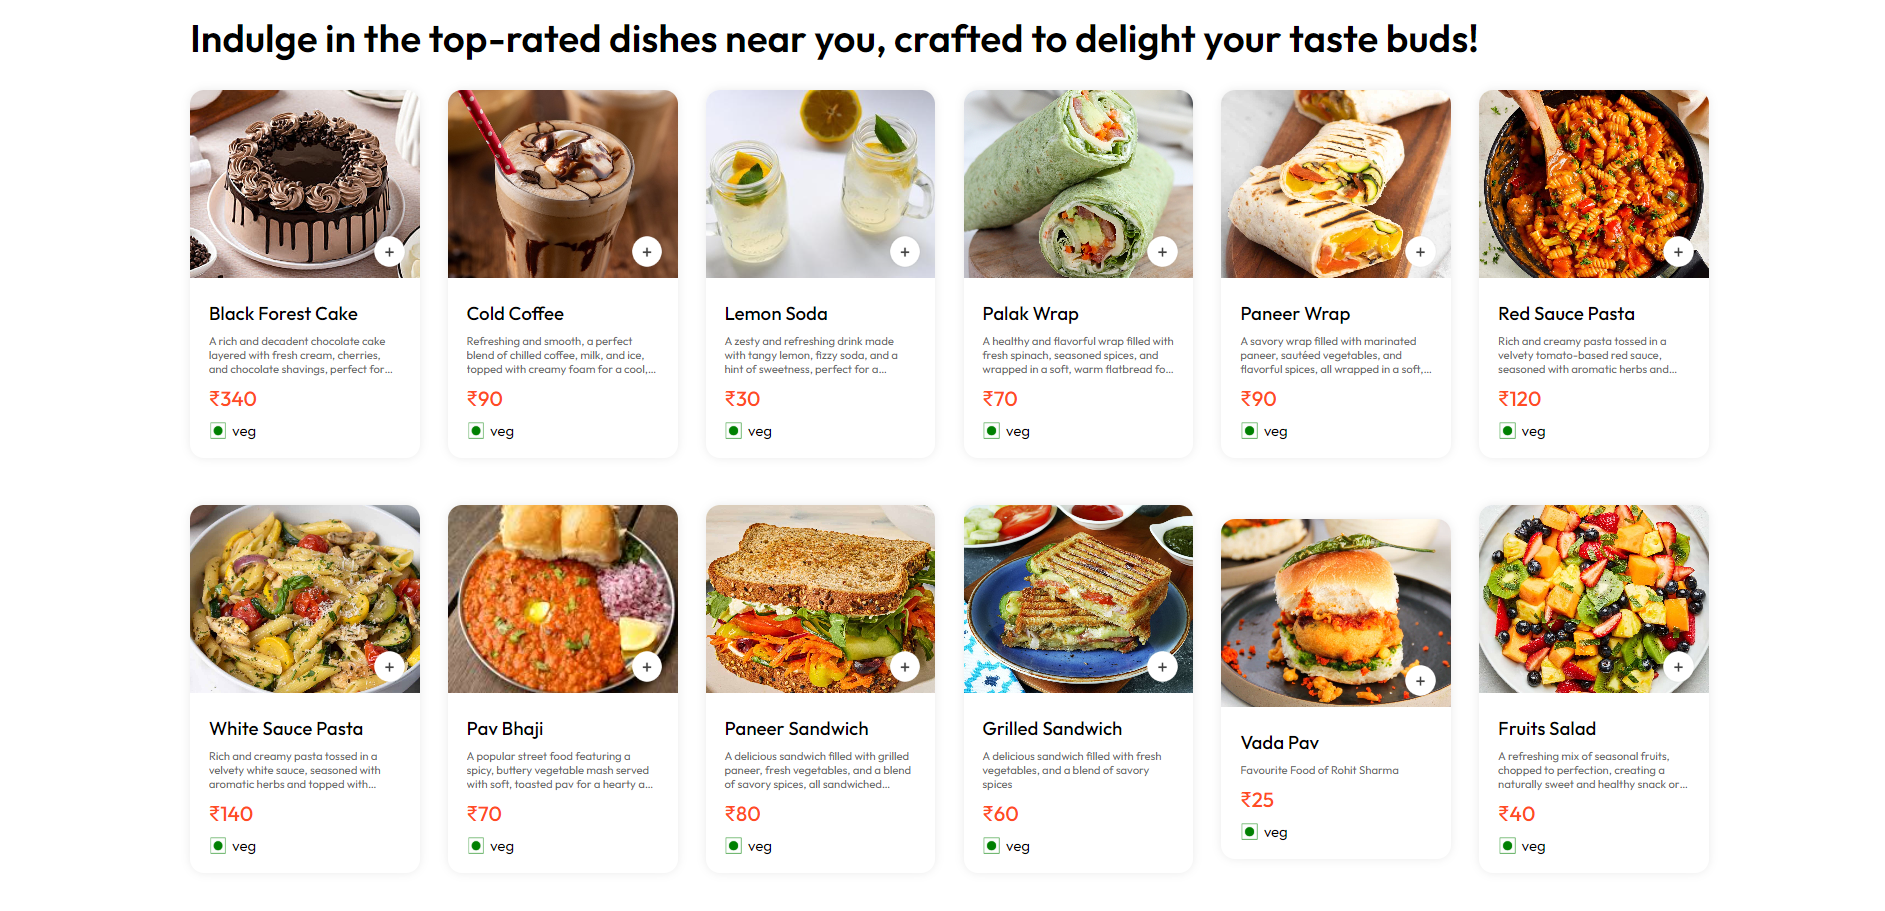 Indulge in the top-rated dishes near you, crafted to delight your taste buds!
Black Forest Cake
A rich and decadent chocolate cake
layered with fresh cream, cherries,
and chocolate shavings, perfect for...
₹340
veg
Cold Coffee
Refreshing and smooth, a perfect
blend of chilled coffee, milk, and ice,
topped with creamy foam for a cool,...
₹90
veg
Lemon Soda
A zesty and refreshing drink made
with tangy lemon, fizzy soda, and a
hint of sweetness, perfect for a...
₹30
veg
Palak Wrap
A healthy and flavorful wrap filled with
fresh spinach, seasoned spices, and
wrapped in a soft, warm flatbread fo...
₹70
veg
Paneer Wrap
A savory wrap filled with marinated
paneer, sautéed vegetables, and
flavorful spices, all wrapped in a soft,...
₹90
veg
Red Sauce Pasta
Rich and creamy pasta tossed in a
velvety tomato-based red sauce,
seasoned with aromatic herbs and...
₹120
veg
White Sauce Pasta
Rich and creamy pasta tossed in a
velvety white sauce, seasoned with
aromatic herbs and topped with...
₹140
veg
Pav Bhaji
A popular street food featuring a
spicy, buttery vegetable mash served
with soft, toasted pav for a hearty a...
₹70
veg
Paneer Sandwich
A delicious sandwich filled with grilled
paneer, fresh vegetables, and a blend
of savory spices, all sandwiched...
₹80
veg
Grilled Sandwich
A delicious sandwich filled with fresh
vegetables, and a blend of savory
spices
₹60
veg
Vada Pav
Favourite Food of Rohit Sharma
₹25
veg
Fruits Salad
A refreshing mix of seasonal fruits,
chopped to perfection, creating a
naturally sweet and healthy snack or...
₹40
veg